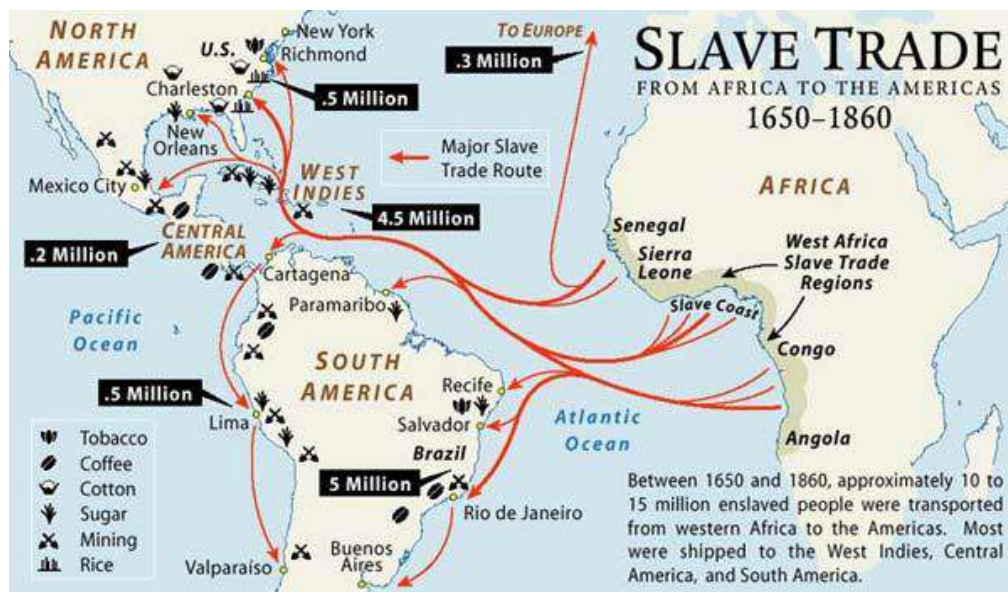 SLAVE TRADE
FROM AFRICA TO THE AMERICAS
1650–1860
NORTH
AMERICA
U.S.
New York
Richmond
.5 Million
Charleston
New
Orleans
Mexico City
TO EUROPE
.3 Million
Major Slave
Trade Route
WEST
INDIES
4.5 Million
CENTRAL
AMERICA
.2 Million
Cartagena
Paramaribo
Pacific
Ocean
SOUTH
AMERICA
.5 Million
Lima
Recife
Salvador
Brazil
5 Million
Rio de Janeiro
Buenos
Aires
Valparaíso
Atlantic
Ocean
AFRICA
Senegal
Sierra
Leone
West Africa
Slave Trade
Regions
Slave Coast
Congo
Angola
Tobacco
Coffee
Cotton
Sugar
Mining
Rice
Between 1650 and 1860, approximately 10 to
15 million enslaved people were transported
from western Africa to the Americas. Most
were shipped to the West Indies, Central
America, and South America.